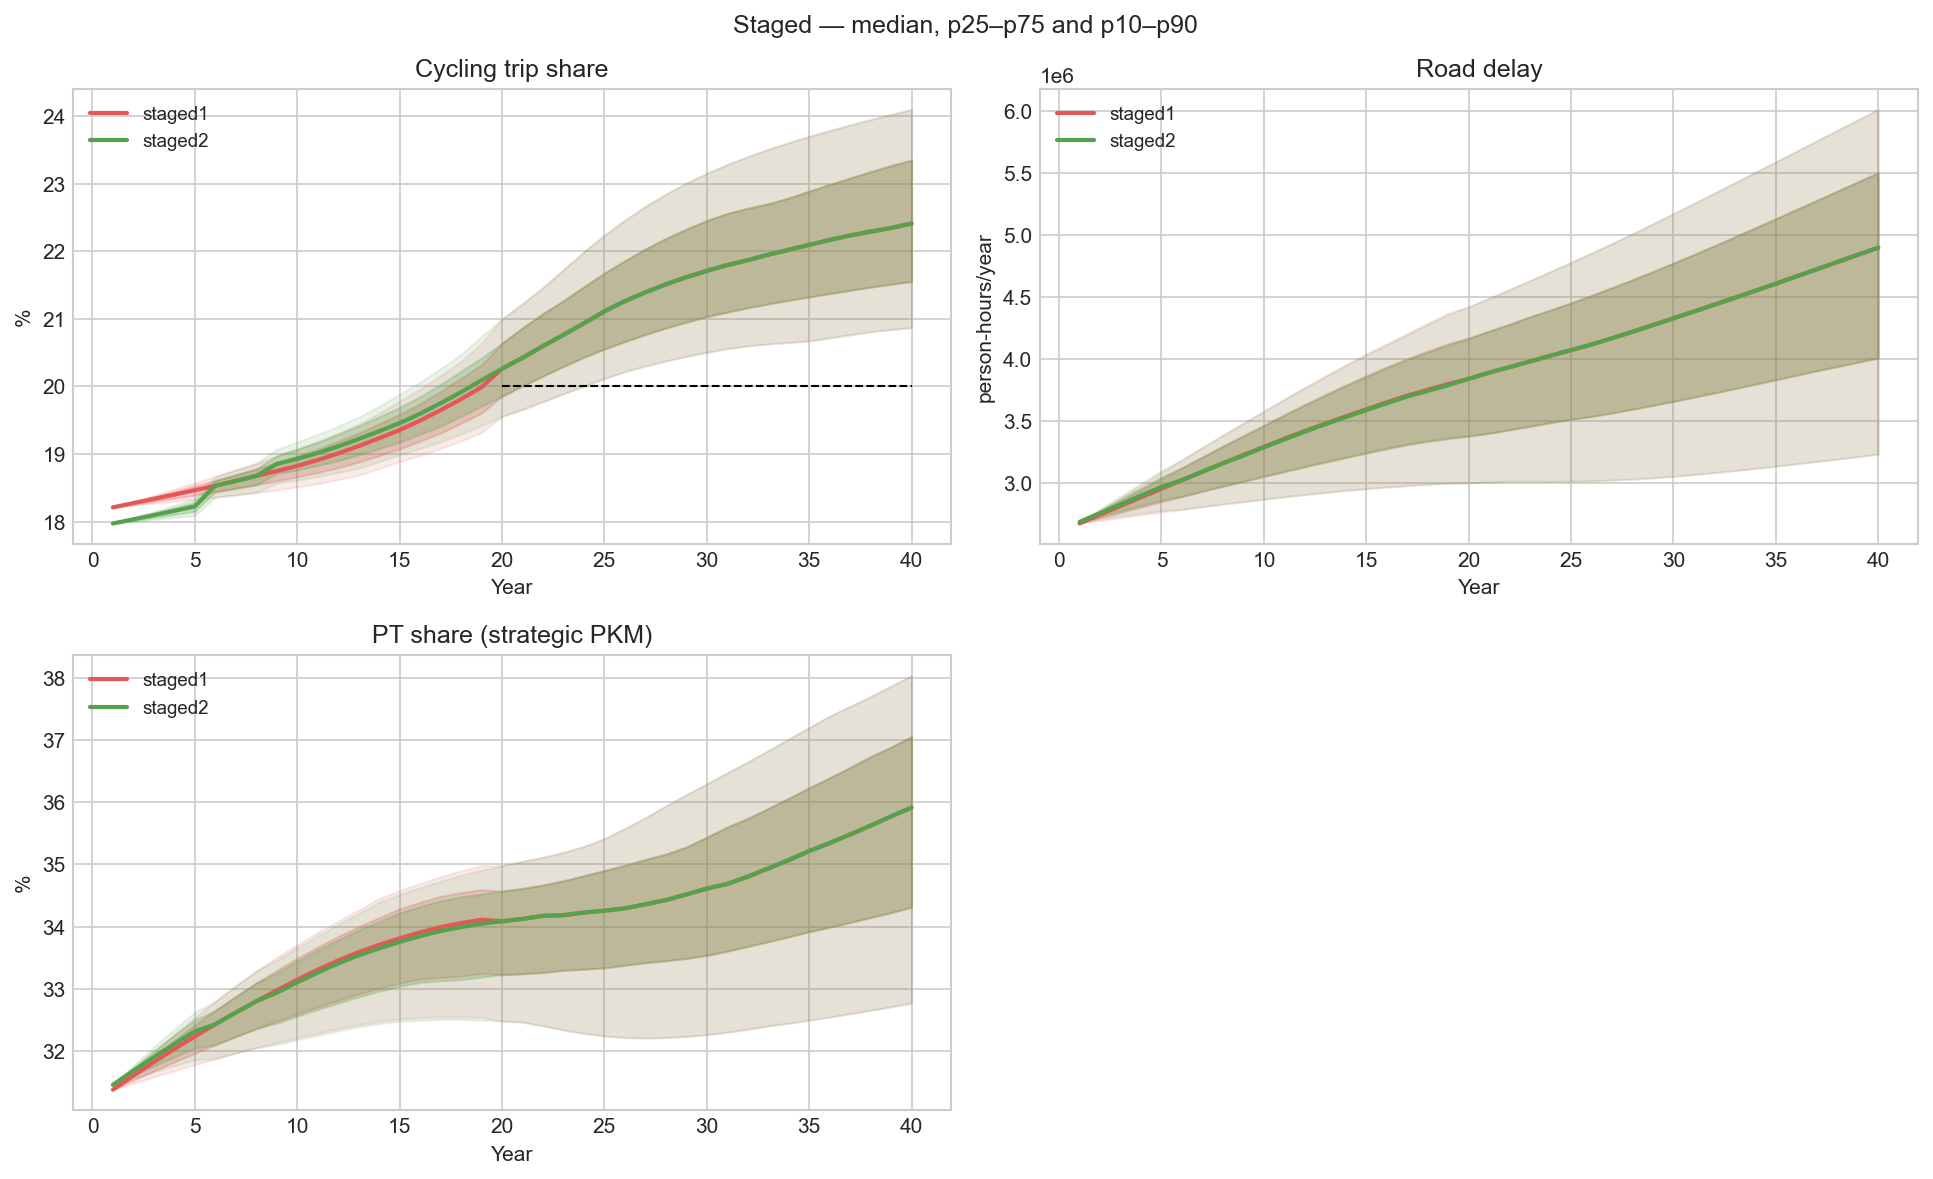 Staged — median, p25–p75 and p10–p90
Cycling trip share
staged1
staged2
24
23
22
21
20
19
18
%
0 5 10 15 20 25 30 35 40
Year
Road delay
1e6
staged1
staged2
6.0
5.5
5.0
4.5
4.0
3.5
3.0
person-hours/year
0 5 10 15 20 25 30 35 40
Year
PT share (strategic PKM)
staged1
staged2
38
37
36
35
34
33
32
%
0 5 10 15 20 25 30 35 40
Year